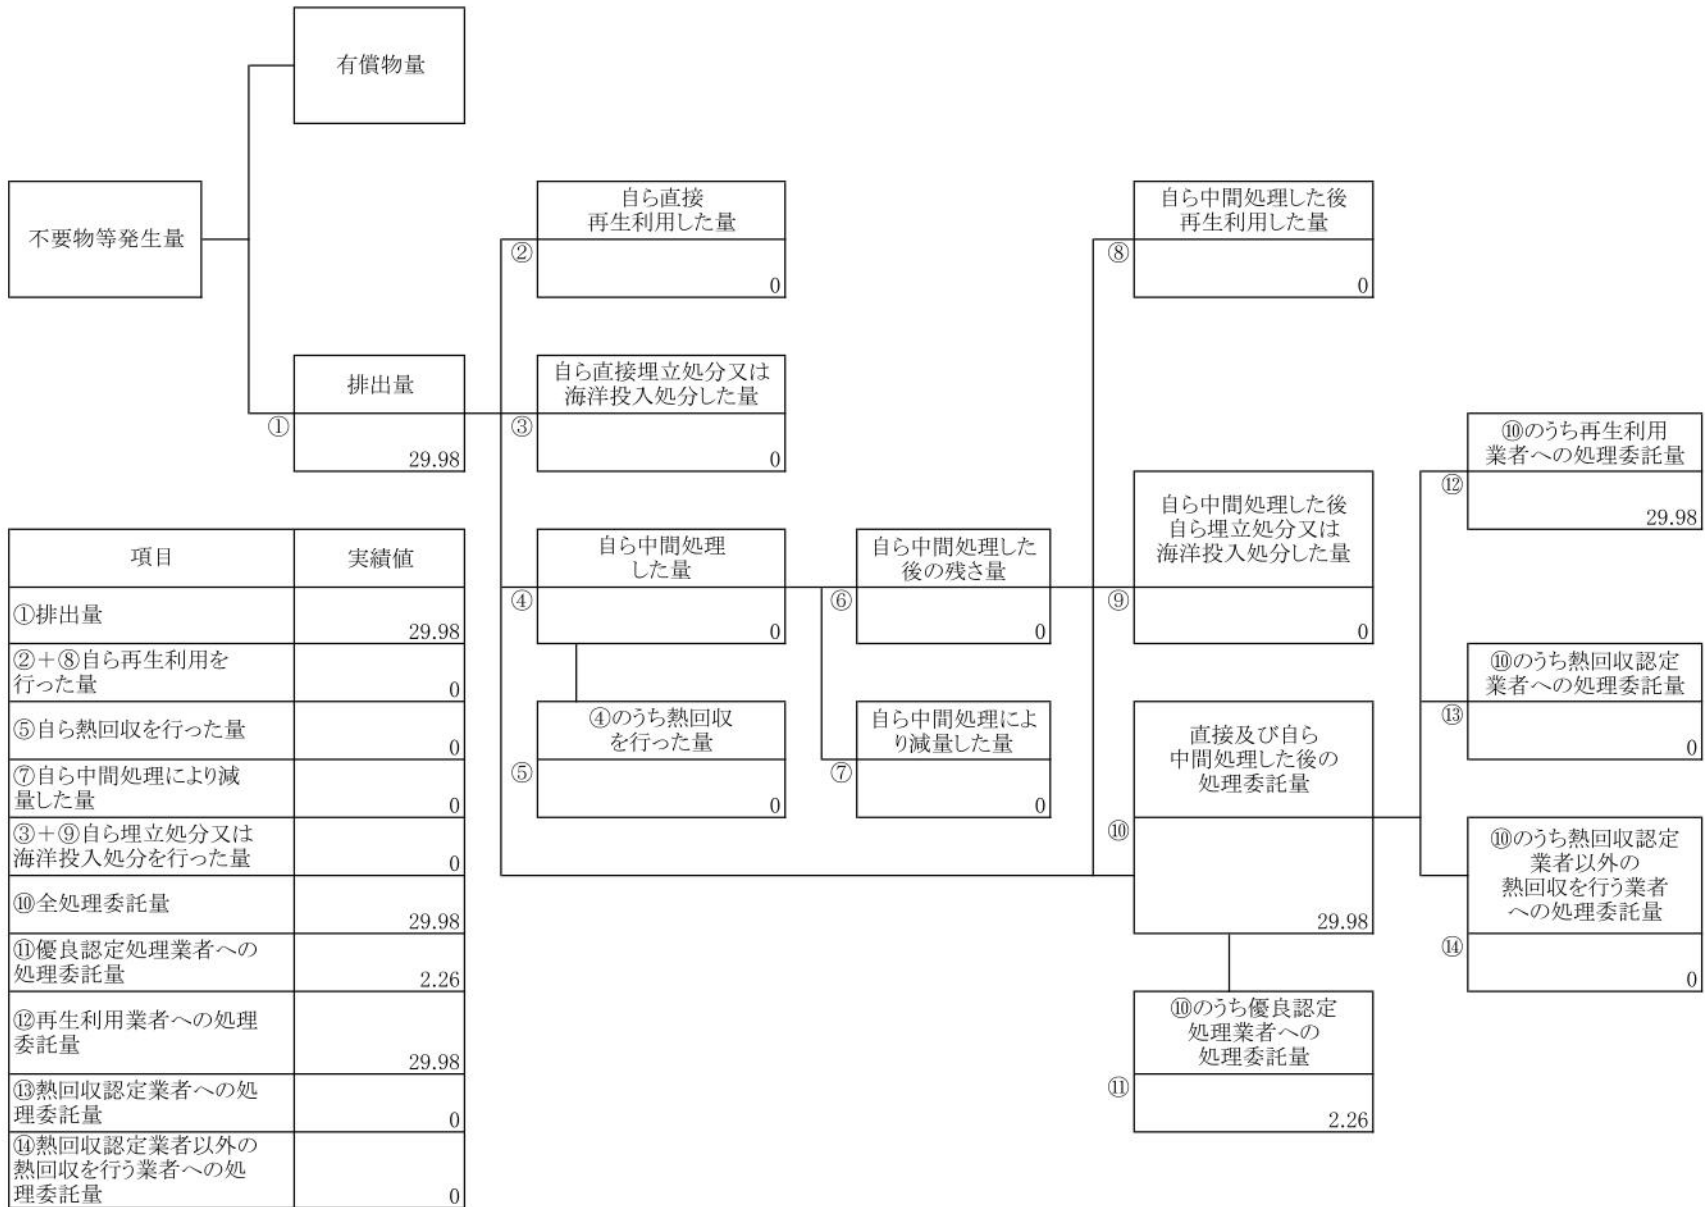 有償物量
不要物等発生量
自ら直接
再生利用した量
②
0
自ら中間処理した後
再生利用した量
⑧
0
排出量
①
29.98
自ら直接埋立処分又は
海洋投入処分した量
③
0
⑩のうち再生利用
業者への処理委託量
⑫
29.98
自ら中間処理した後
自ら埋立処分又は
海洋投入処分した量
⑨
0
自ら中間処理
した量
④
0
自ら中間処理した
後の残さ量
⑥
0
⑩のうち熱回収認定
業者への処理委託量
⑬
0
④のうち熱回収
を行った量
⑤
0
自ら中間処理によ
り減量した量
⑦
0
直接及び自ら
中間処理した後の
処理委託量
⑩
29.98
⑩のうち熱回収認定
業者以外の
熱回収を行う業者
への処理委託量
⑭
0
⑩のうち優良認定
処理業者への
処理委託量
⑪
2.26
項目 実績値
①排出量
29.98
②＋⑧自ら再生利用を
行った量
0
⑤自ら熱回収を行った量
0
⑦自ら中間処理により減
量した量
0
③＋⑨自ら埋立処分又は
海洋投入処分を行った量
0
⑩全処理委託量
29.98
⑪優良認定処理業者への
処理委託量
2.26
⑫再生利用業者への処理
委託量
29.98
⑬熱回収認定業者への処
理委託量
0
⑭熱回収認定業者以外の
熱回収を行う業者への処
理委託量
0